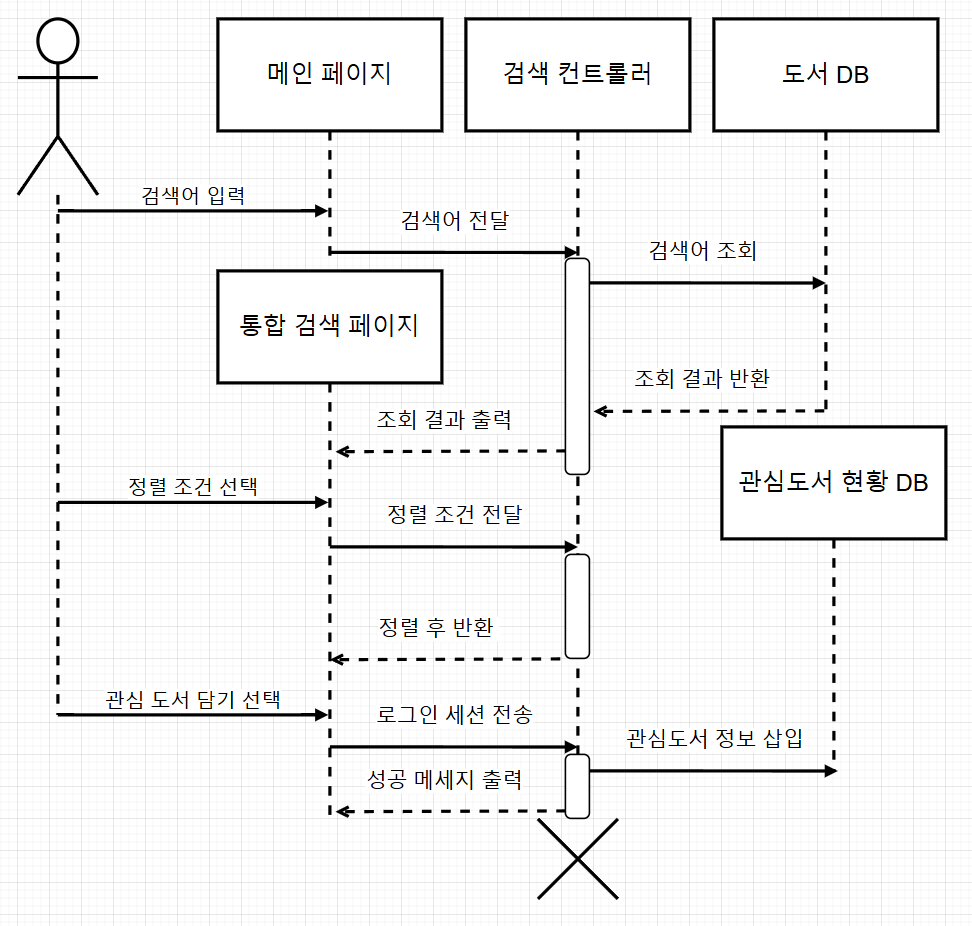 메인 페이지
검색 컨트롤러
도서 DB
검색어 입력
검색어 전달
검색어 조회
통합 검색 페이지
조회 결과 반환
조회 결과 출력
관심도서 현황 DB
정렬 조건 선택
정렬 조건 전달
정렬 후 반환
관심 도서 담기 선택
로그인 세션 전송
관심도서 정보 삽입
성공 메세지 출력